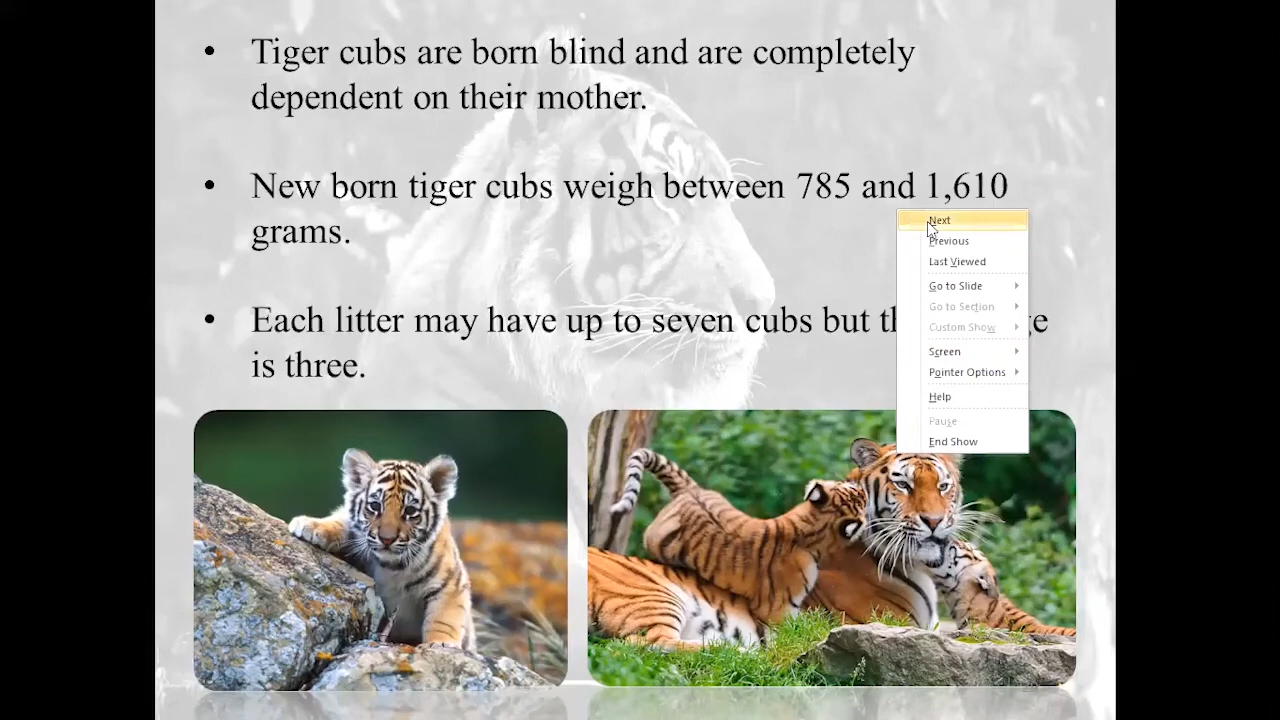 • Tiger cubs are born blind and are completely
dependent on their mother.
• New born tiger cubs weigh between 785 and 1,610
grams.
• Each litter may have up to seven cubs but
is three.
Next
Previous
Last Viewed
Go to Slide
Go to Section
Custom Show
Screen
Pointer Options
Help
Pause
End Show